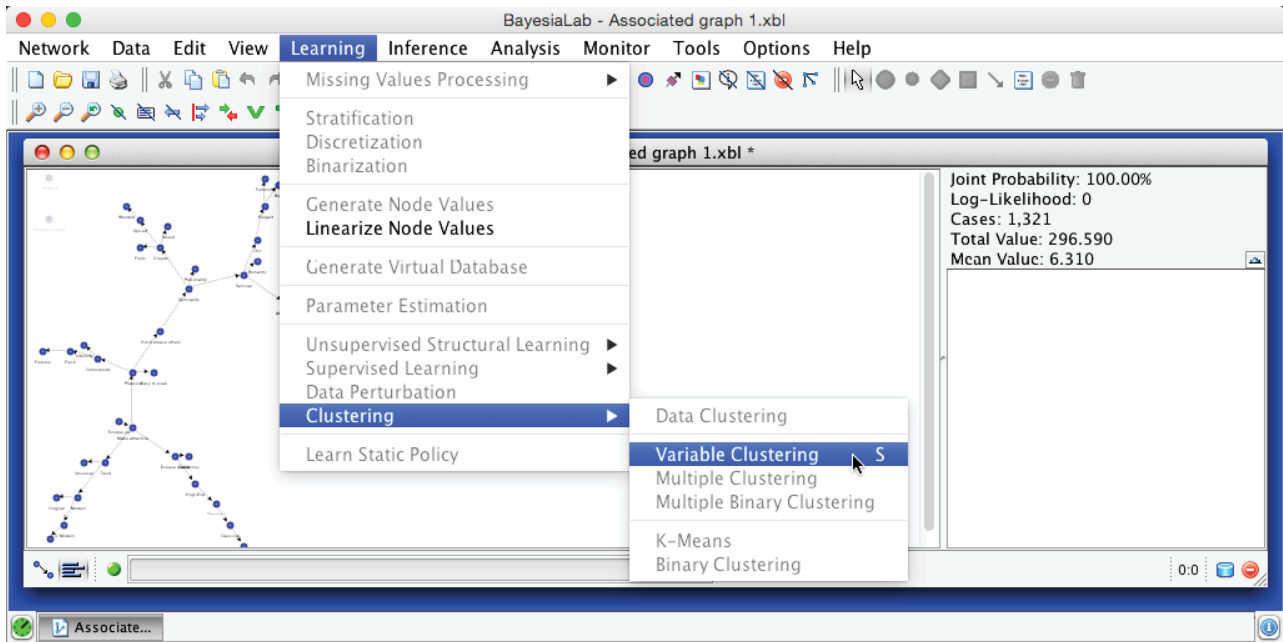 BayesiaLab - Associated graph 1.xbl
Network Data Edit View Learning Inference Analysis Monitor Tools Options Help
Missing Values Processing
Stratification
Discretization
Binarization
Generate Node Values
Linearize Node Values
Generate Virtual Database
Parameter Estimation
Unsupervised Structural Learning
Supervised Learning
Data Perturbation
Clustering
Learn Static Policy
Data Clustering
Variable Clustering S
Multiple Clustering
Multiple Binary Clustering
K-Means
Binary Clustering
ed graph 1.xbl *
Joint Probability: 100.00%
Log-Likelihood: 0
Cases: 1,321
Total Value: 296.590
Mean Value: 6.310
0:0
Associate...